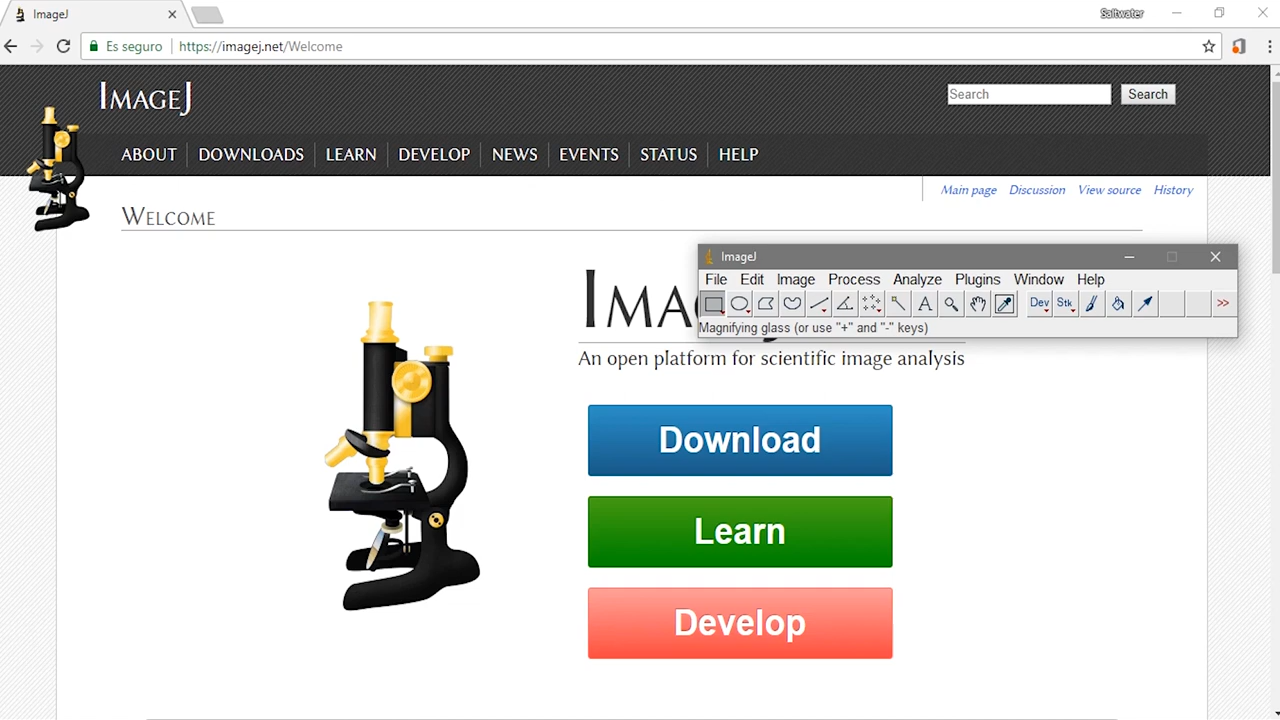 ImageJ
Saltwater
Es seguro https://imagej.net/Welcome
ImageJ
Search
Search
ABOUT DOWNLOADS LEARN DEVELOP NEWS EVENTS STATUS HELP
Main page Discussion View source History
Welcome
ImageJ
File Edit Image Process Analyze Plugins Window Help
A Dev Stk >>
Magnifying glass (or use "+" and "-" keys)
An open platform for scientific image analysis
Download
Learn
Develop